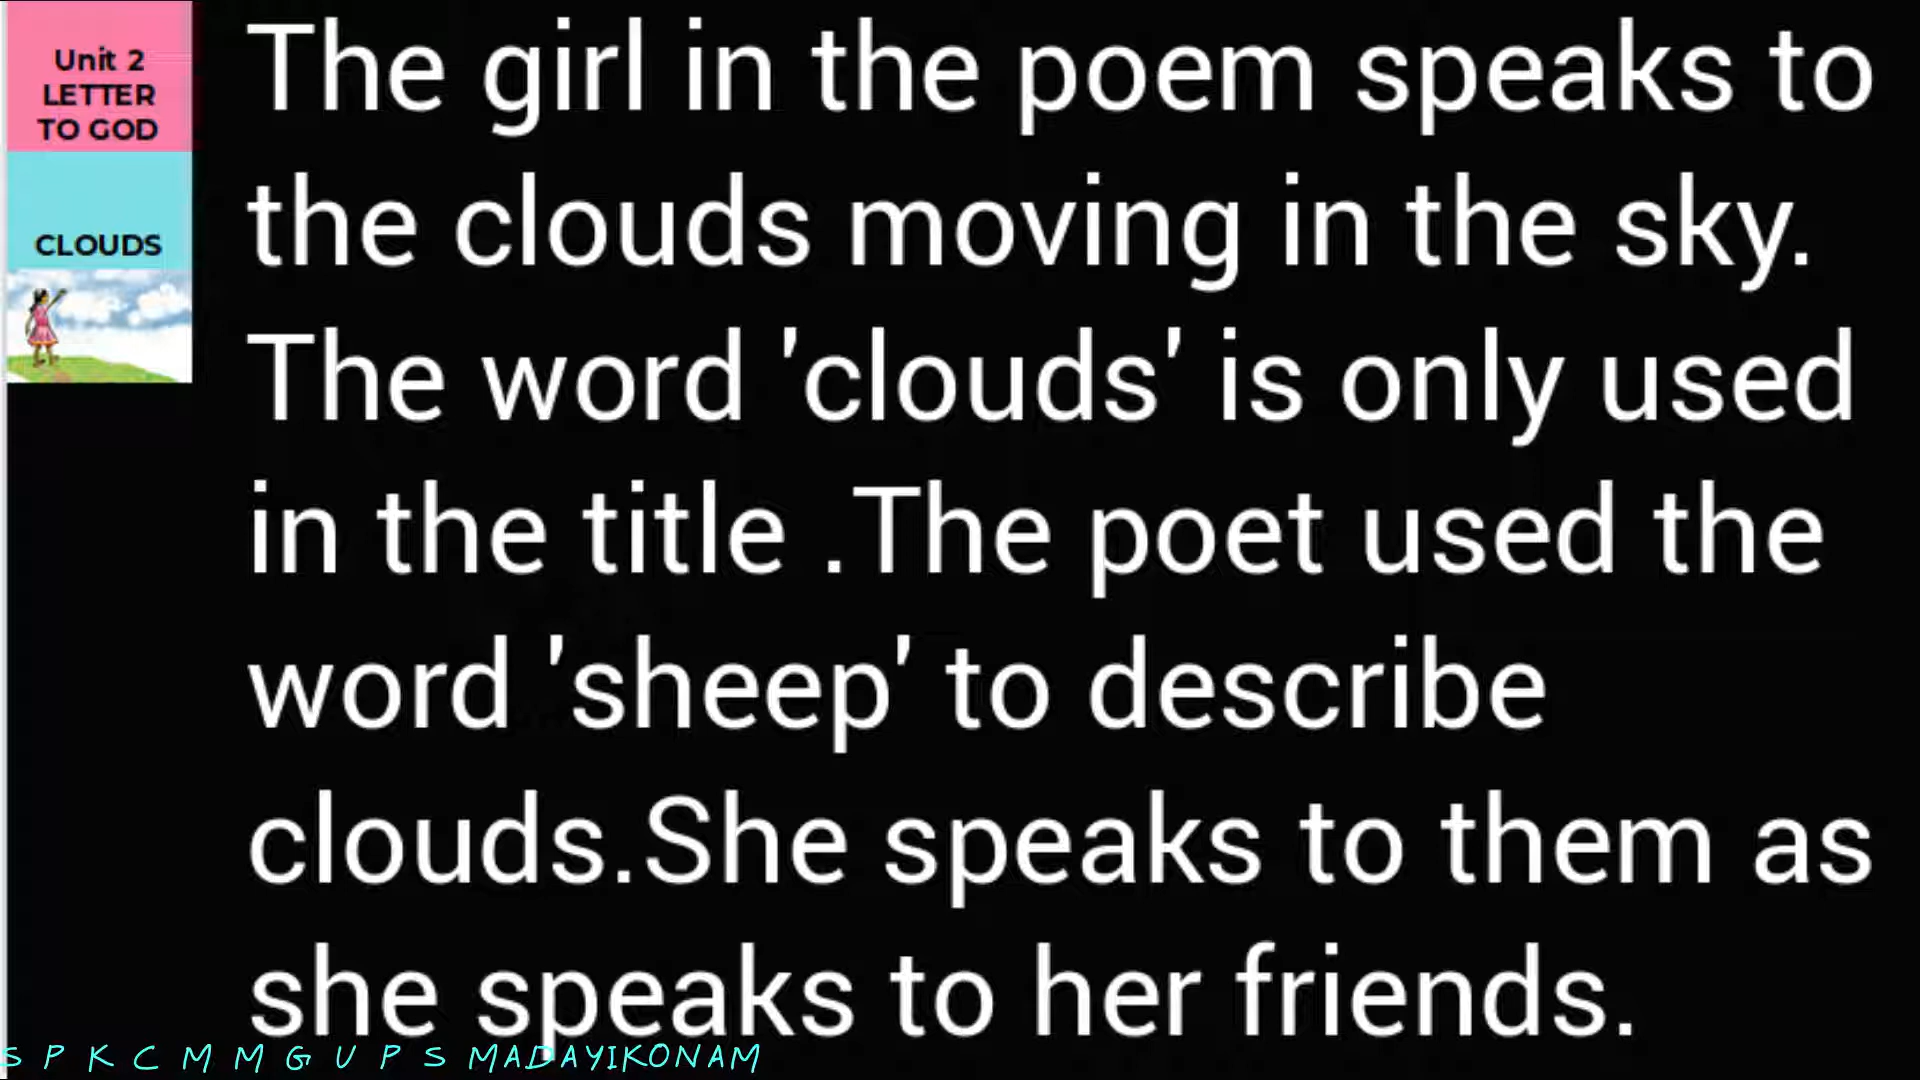 Unit 2
LETTER
TO GOD
CLOUDS
The girl in the poem speaks to
the clouds moving in the sky.
The word 'clouds' is only used
in the title .The poet used the
word 'sheep' to describe
clouds.She speaks to them as
she speaks to her friends.
S P K C M M G U P S MADAYIKONAM